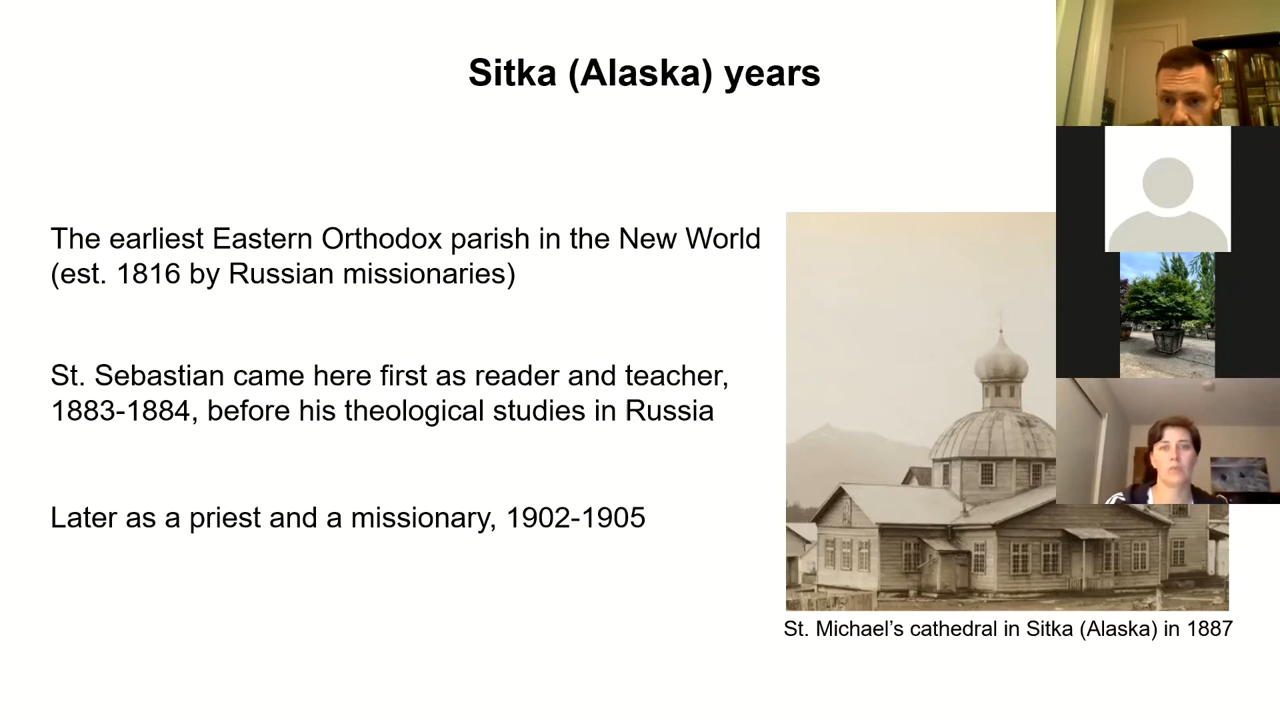 Sitka (Alaska) years
The earliest Eastern Orthodox parish in the New World
(est. 1816 by Russian missionaries)
St. Sebastian came here first as reader and teacher,
1883-1884, before his theological studies in Russia
Later as a priest and a missionary, 1902-1905
St. Michael’s cathedral in Sitka (Alaska) in 1887